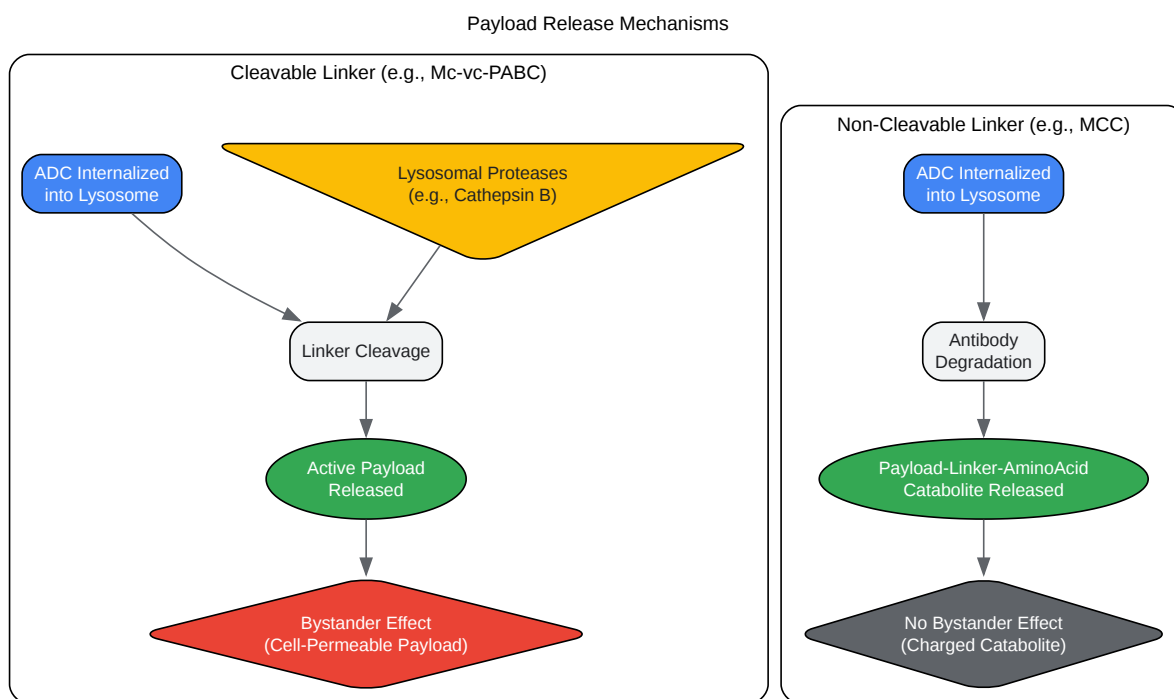 Payload Release Mechanisms
Cleavable Linker (e.g., Mc-vc-PABC)
ADC Internalized
into Lysosome
Lysosomal Proteases
(e.g., Cathepsin B)
Linker Cleavage
Active Payload
Released
Bystander Effect
(Cell-Permeable Payload)
Non-Cleavable Linker (e.g., MCC)
ADC Internalized
into Lysosome
Antibody
Degradation
Payload-Linker-AminoAcid
Catabolite Released
No Bystander Effect
(Charged Catabolite)